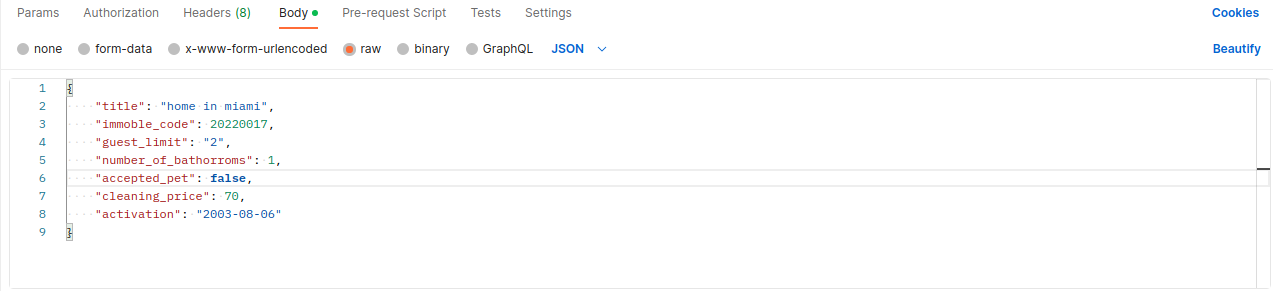 Params Authorization Headers (8) Body Pre-request Script Tests Settings Cookies
none form-data x-www-form-urlencoded raw binary GraphQL JSON Beautify
1 {
2 "title": "home in miami",
3 "immoble_code": 20220017,
4 "guest_limit": "2",
5 "number_of_bathorroms": 1,
6 "accepted_pet": false,
7 "cleaning_price": 70,
8 "activation": "2003-08-06"
9 }